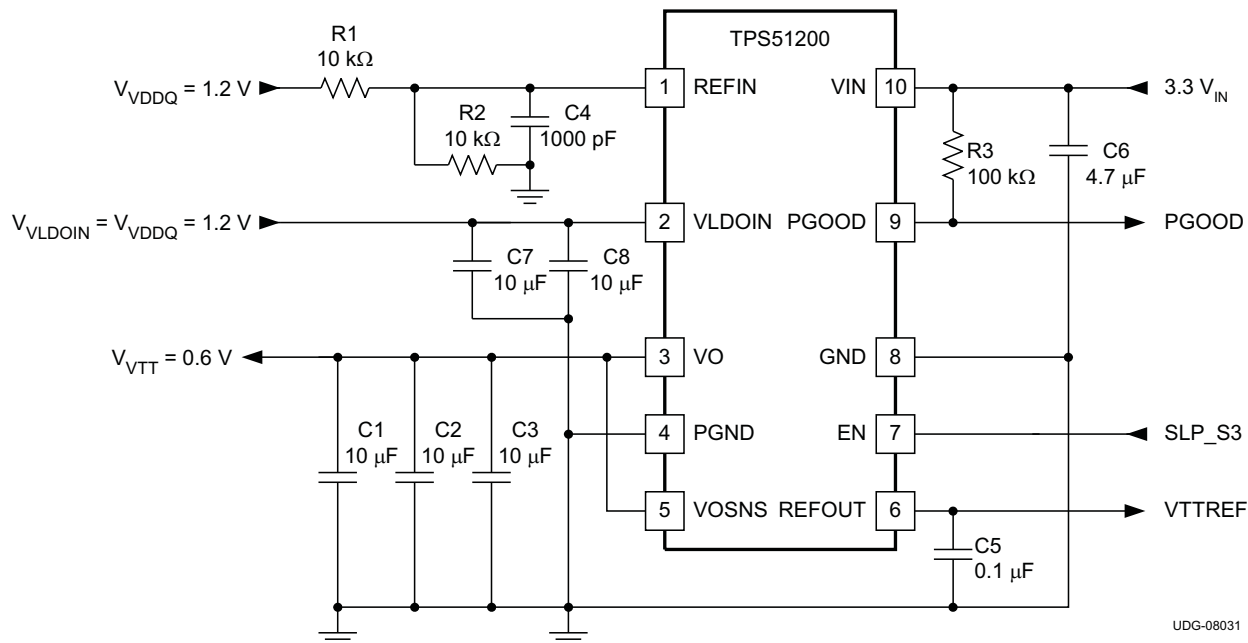 TPS51200
R1
10 kΩ
V_VDDQ = 1.2 V
1 REFIN
VIN 10
3.3 V_IN
R2
10 kΩ
C4
1000 pF
R3
100 kΩ
C6
4.7 µF
V_VLDOIN = V_VDDQ = 1.2 V
2 VLDOIN
PGOOD 9
PGOOD
C7
10 µF
C8
10 µF
V_VTT = 0.6 V
3 VO
GND 8
C1
10 µF
C2
10 µF
C3
10 µF
4 PGND
EN 7
SLP_S3
5 VOSNS
REFOUT 6
VTTREF
C5
0.1 µF
UDG-08031